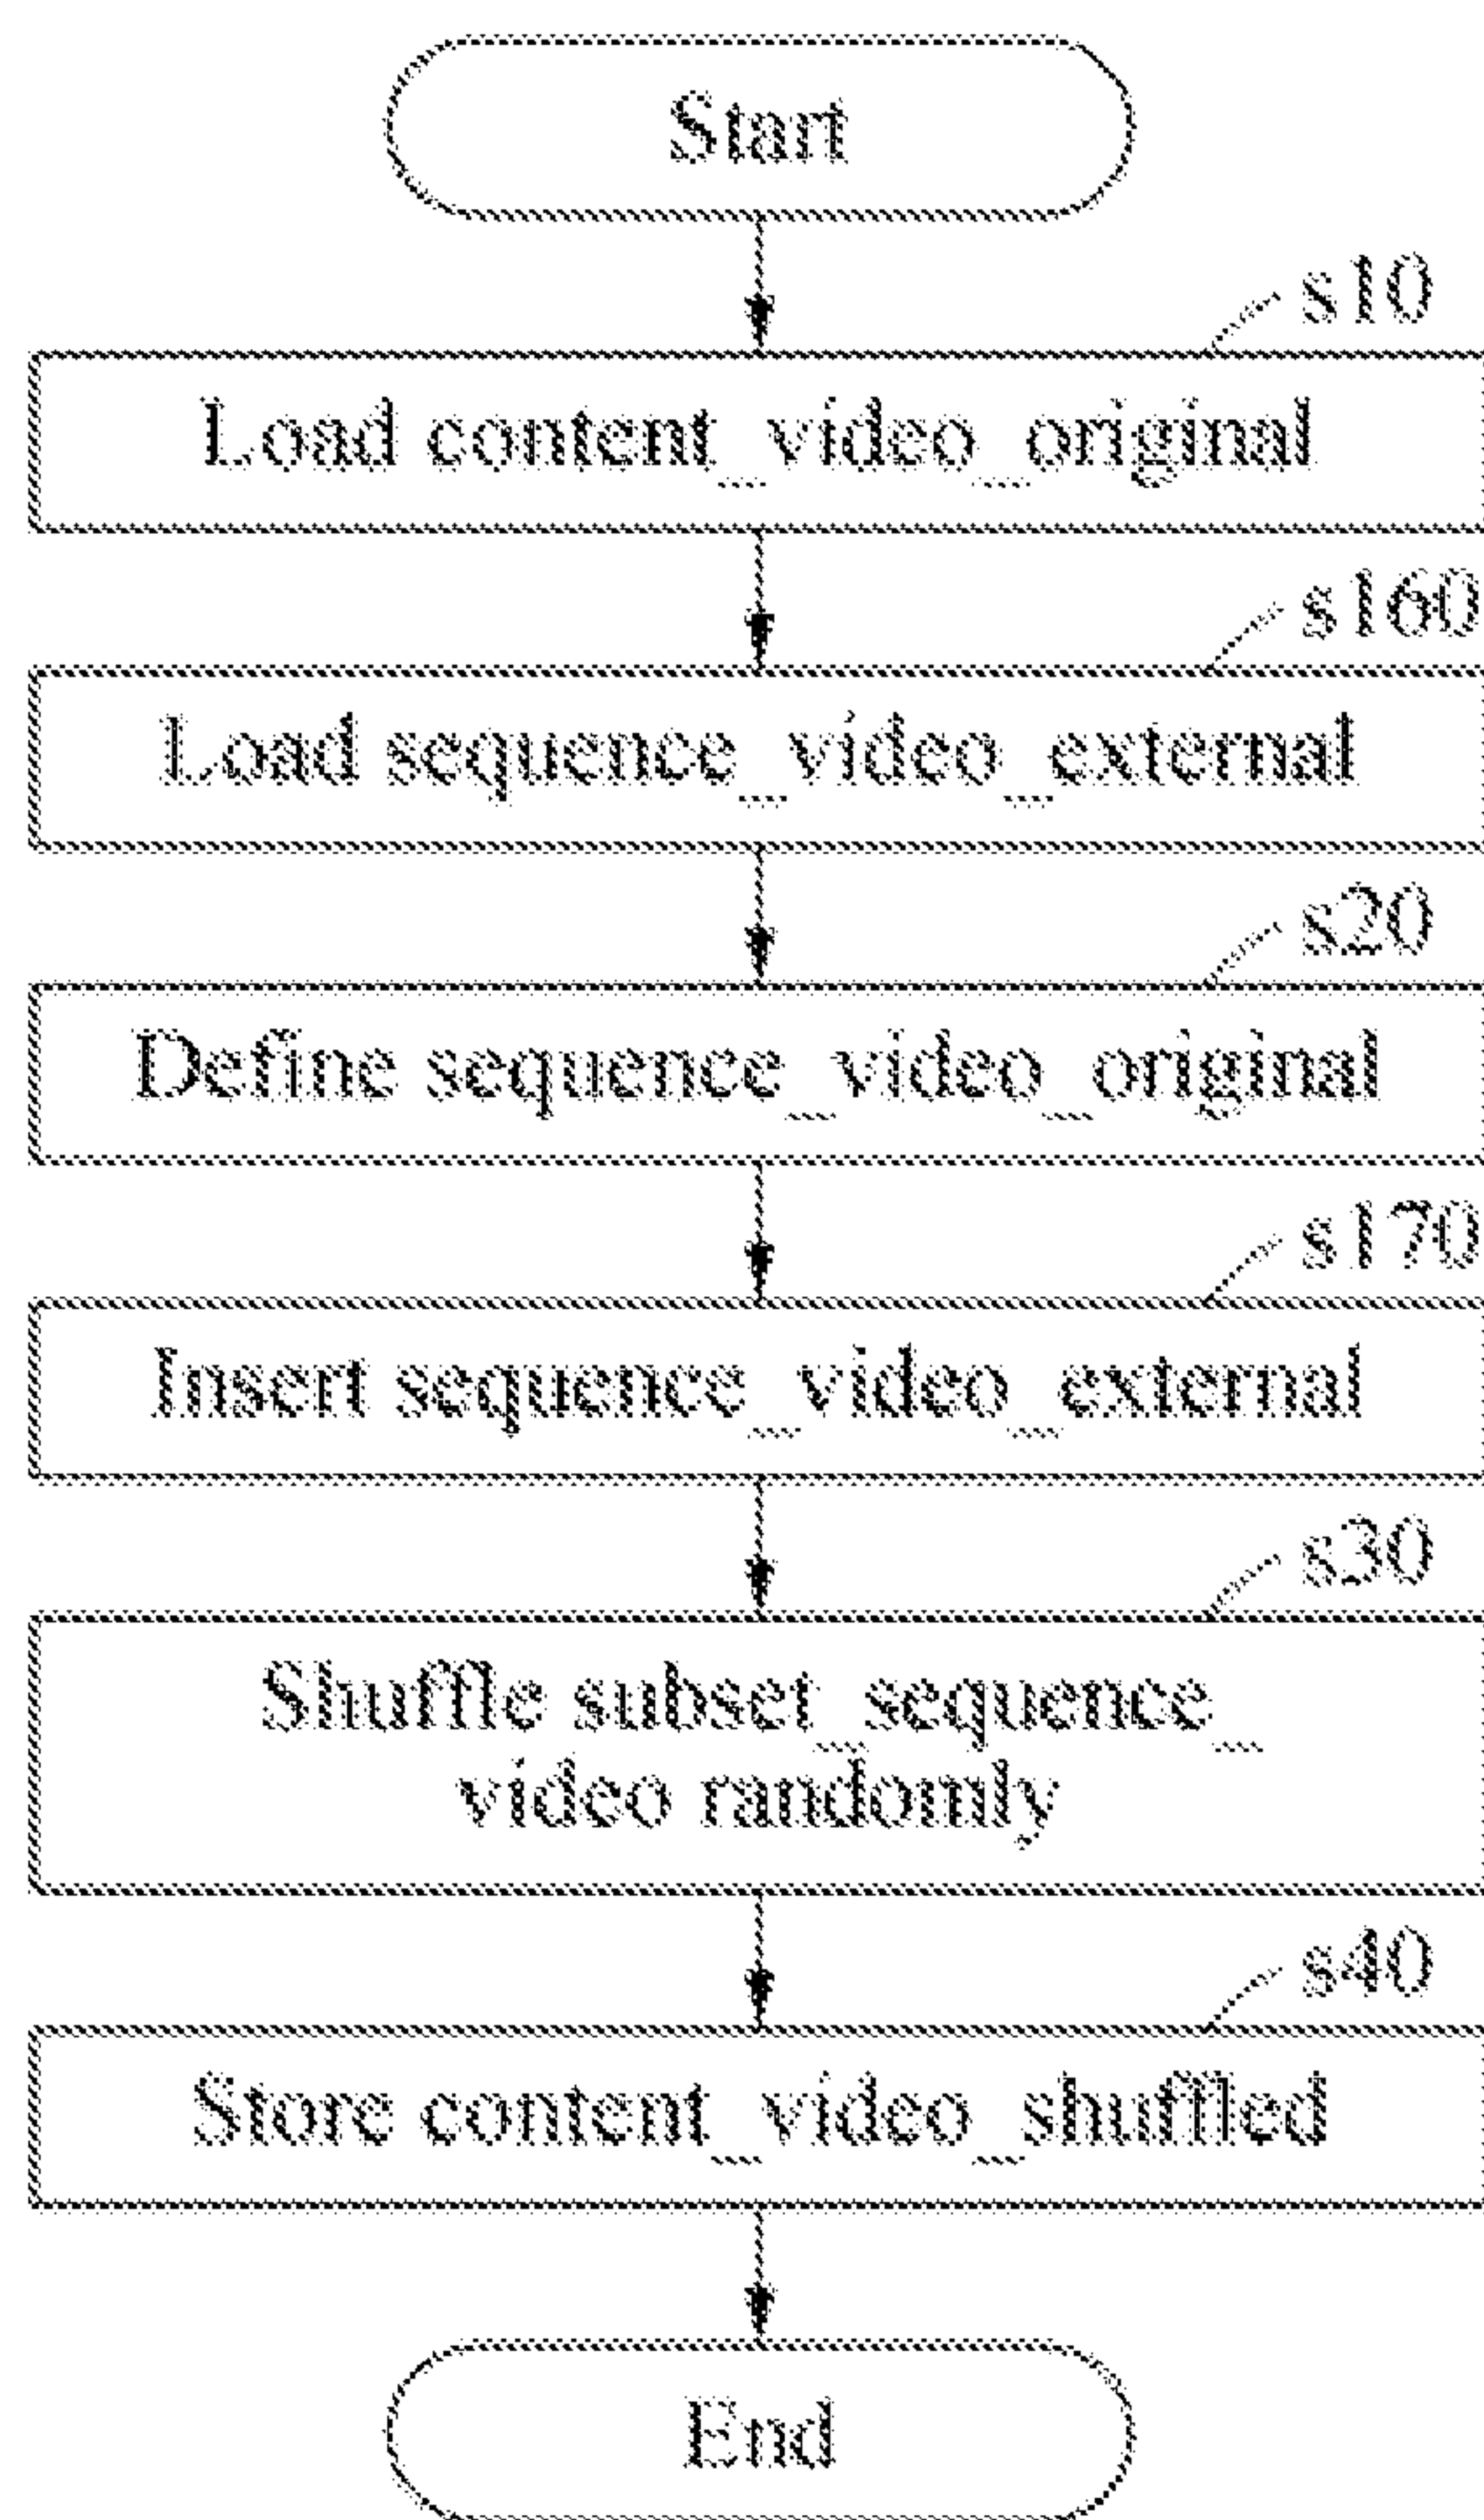 Start
s10
Load content_video_original
s160
Load sequence_video_external
s20
Define sequence_video_original
s170
Insert sequence_video_external
s30
Shuffle subset_sequence_
video randomly
s40
Store content_video_shuffled
End